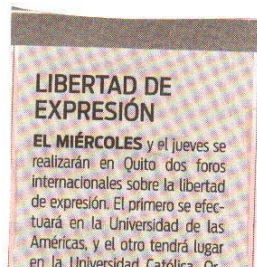 LIBERTAD DE
EXPRESIÓN
EL MIÉRCOLES y el jueves se
realizarán en Quito dos foros
internacionales sobre la libertad
de expresión. El primero se efec-
tuará en la Universidad de las
Américas, y el otro tendrá lugar
en la Universidad Católica. Or-